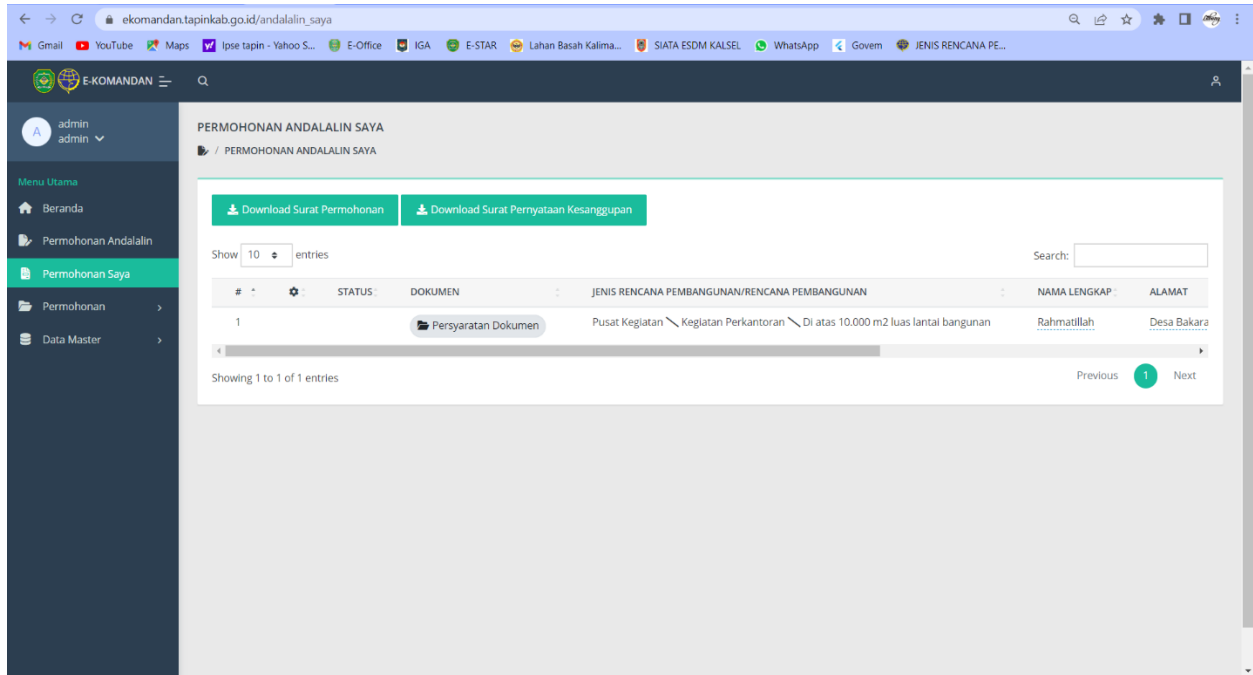 ekomandan.tapinkab.go.id/andalalin_saya
Gmail YouTube Maps Ipse tapin - Yahoo S... E-Office IGA E-STAR Lahan Basah Kalima... SIATA ESDM KALSEL WhatsApp Govem JENIS RENCANA PE...
E-KOMANDAN
A admin
admin
PERMOHONAN ANDALALIN SAYA
/ PERMOHONAN ANDALALIN SAYA
Menu Utama
Beranda
Permohonan Andalalin
Permohonan Saya
Permohonan
Data Master
Download Surat Permohonan Download Surat Pernyataan Kesanggupan
Show 10 entries Search:
# STATUS DOKUMEN JENIS RENCANA PEMBANGUNAN/RENCANA PEMBANGUNAN NAMA LENGKAP ALAMAT
1 Persyaratan Dokumen Pusat Kegiatan \ Kegiatan Perkantoran \ Di atas 10.000 m2 luas lantai bangunan Rahmatillah Desa Bakara
Showing 1 to 1 of 1 entries Previous 1 Next